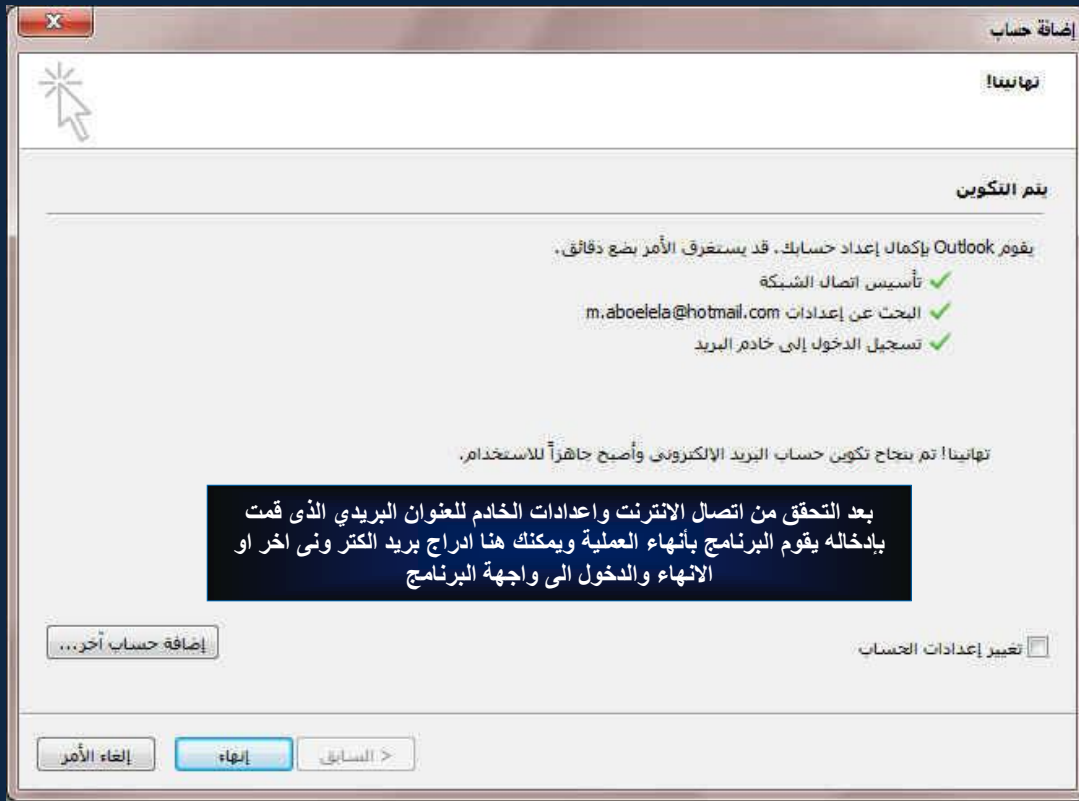 إضافة حساب
تهانينا!
يتم التكوين
يقوم Outlook بإكمال إعداد حسابك. قد يستغرق الأمر بضع دقائق.
تأسيس اتصال الشبكة
البحث عن إعدادات m.aboelela@hotmail.com
تسجيل الدخول إلى خادم البريد
تهانينا! تم بنجاح تكوين حساب البريد الإلكتروني وأصبح جاهزاً للاستخدام.
بعد التحقق من اتصال الانترنت واعدادات الخادم للعنوان البريدي الذى قمت
بإدخاله يقوم البرنامج بأنهاء العملية ويمكنك هنا ادراج بريد الكتر ونى اخر او
الانهاء والدخول الى واجهة البرنامج
تغيير إعدادات الحساب
إضافة حساب آخر...
< السابق
إنهاء
إلغاء الأمر